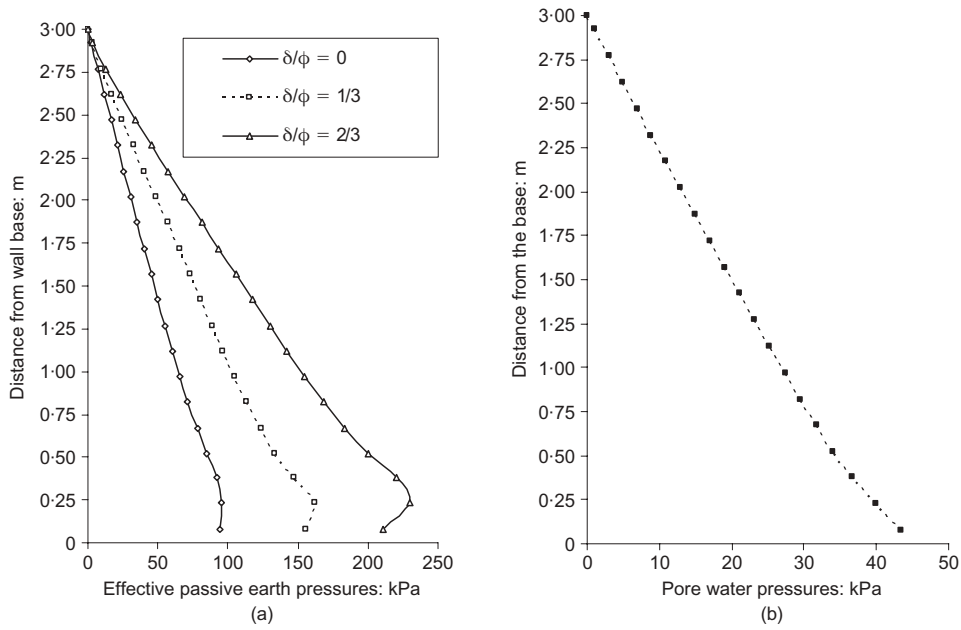 3·00
2·75
2·50
2·25
2·00
1·75
1·50
1·25
1·00
0·75
0·50
0·25
0
Distance from wall base: m
δ/ϕ = 0
δ/ϕ = 1/3
δ/ϕ = 2/3
0 50 100 150 200 250
Effective passive earth pressures: kPa
(a)
3·00
2·75
2·50
2·25
2·00
1·75
1·50
1·25
1·00
0·75
0·50
0·25
0
Distance from the base: m
0 10 20 30 40 50
Pore water pressures: kPa
(b)